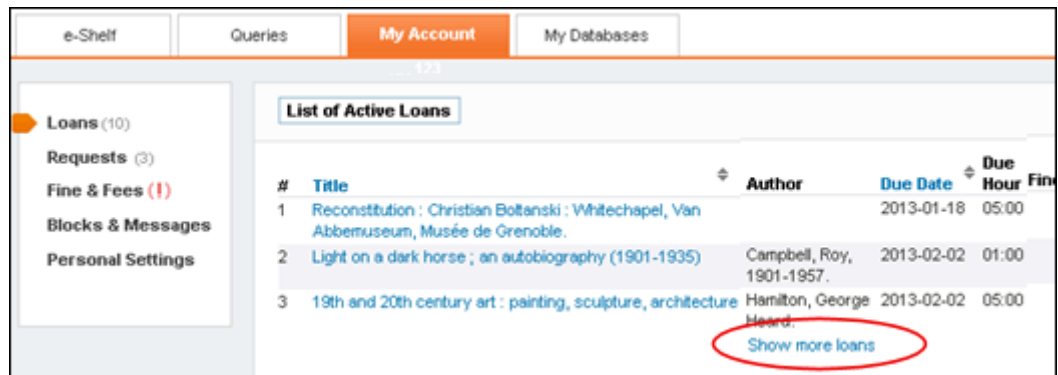 e-Shelf Queries My Account My Databases
123
Loans (10)
Requests (3)
Fine & Fees (!)
Blocks & Messages
Personal Settings
List of Active Loans
# Title Author Due Date Due Hour
1 Reconstitution : Christian Boltanski : Whitechapel, Van 2013-01-18 05:00
Abbemuseum, Musée de Grenoble.
2 Light on a dark horse ; an autobiography (1901-1935) Campbell, Roy, 2013-02-02 01:00
1901-1957.
3 19th and 20th century art : painting, sculpture, architecture Hamilton, George 2013-02-02 05:00
Heard.
Show more loans